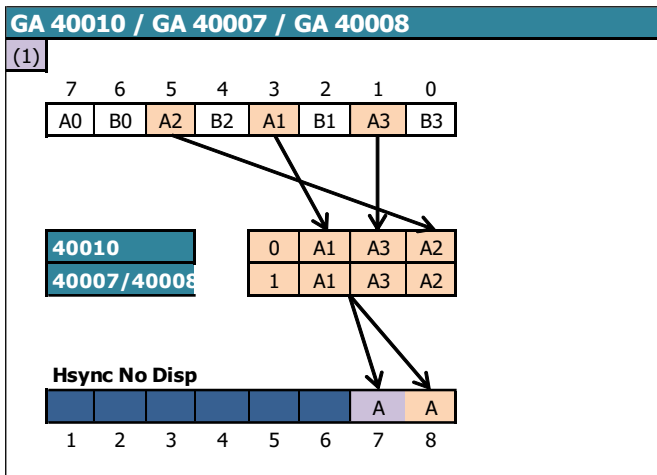 GA 40010 / GA 40007 / GA 40008
(1)
7 6 5 4 3 2 1 0
A0 B0 A2 B2 A1 B1 A3 B3
40010 0 A1 A3 A2
40007/40008 1 A1 A3 A2
Hsync No Disp
A A
1 2 3 4 5 6 7 8